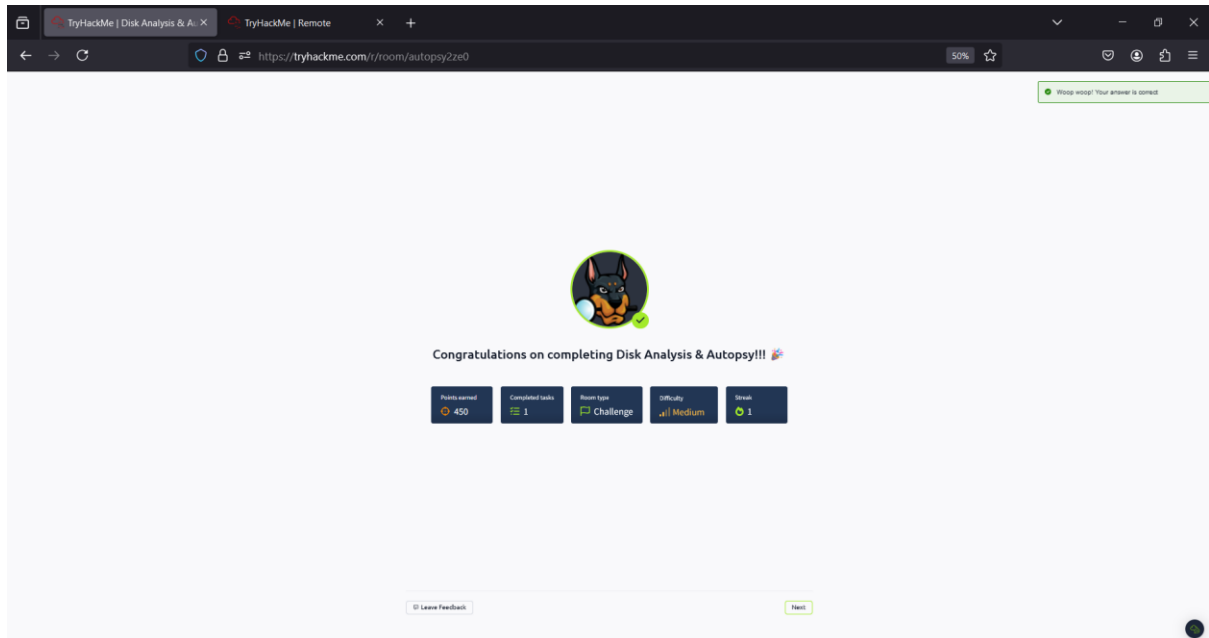 TryHackMe | Disk Analysis & Au
TryHackMe | Remote
https://tryhackme.com/r/room/autopsy2ze0
50%
Woop woop! Your answer is correct
Congratulations on completing Disk Analysis & Autopsy!!! 🎉
Points earned
450
Completed tasks
1
Room type
Challenge
Difficulty
Medium
Streak
1
Leave Feedback
Next